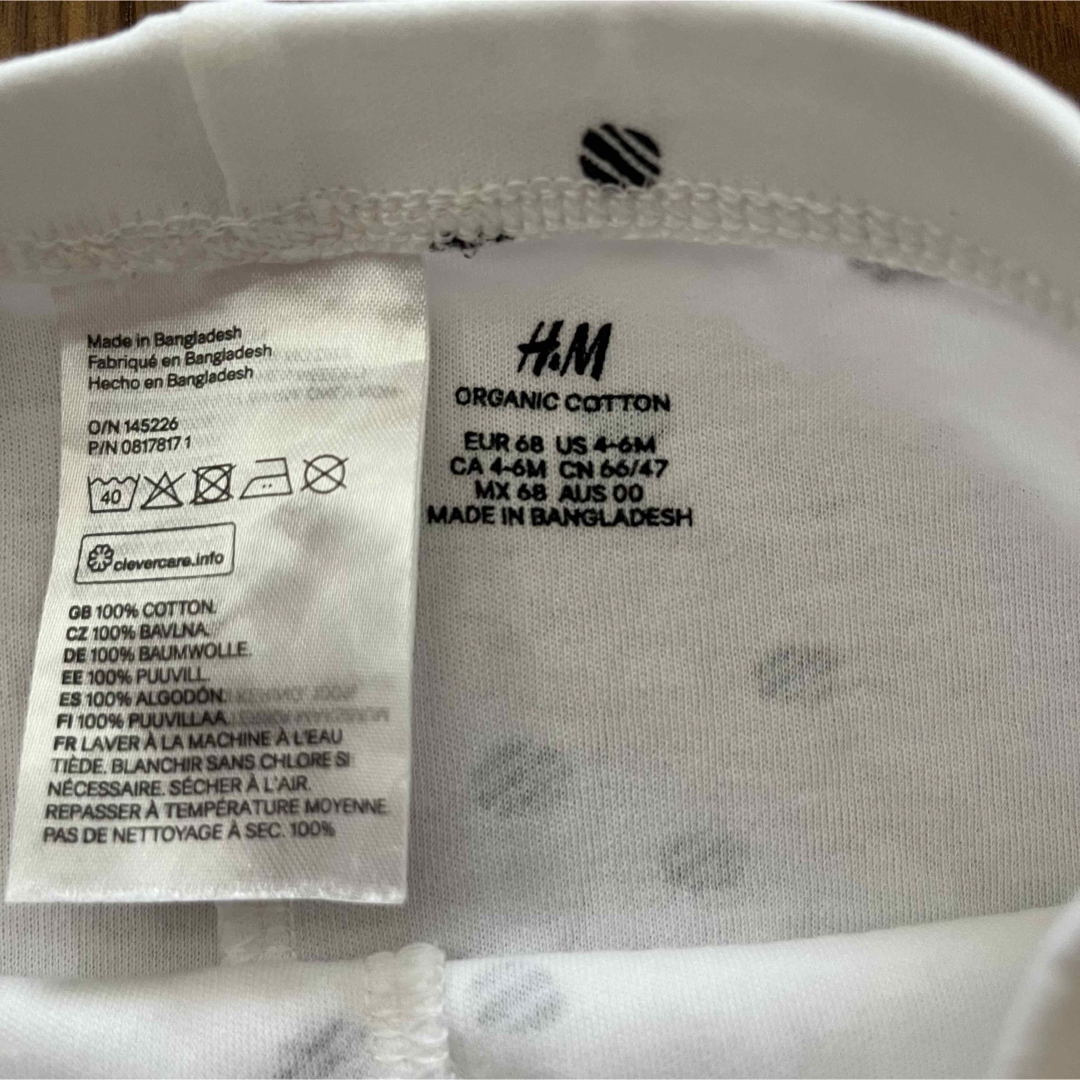 Made in Bangladesh
Fabriqué en Bangladesh
Hecho en Bangladesh
O/N 145226
P/N 0817817 1
40
clevercare.info
GB 100% COTTON.
CZ 100% BAVLNA.
DE 100% BAUMWOLLE.
EE 100% PUUVILL.
ES 100% ALGODÓN.
FI 100% PUUVILLAA.
FR LAVER À LA MACHINE À L'EAU
TIÈDE. BLANCHIR SANS CHLORE SI
NÉCESSAIRE. SÉCHER À L'AIR.
REPASSER À TEMPÉRATURE MOYENNE.
PAS DE NETTOYAGE À SEC. 100%
H&M
ORGANIC COTTON
EUR 68 US 4-6M
CA 4-6M CN 66/47
MX 68 AUS 00
MADE IN BANGLADESH